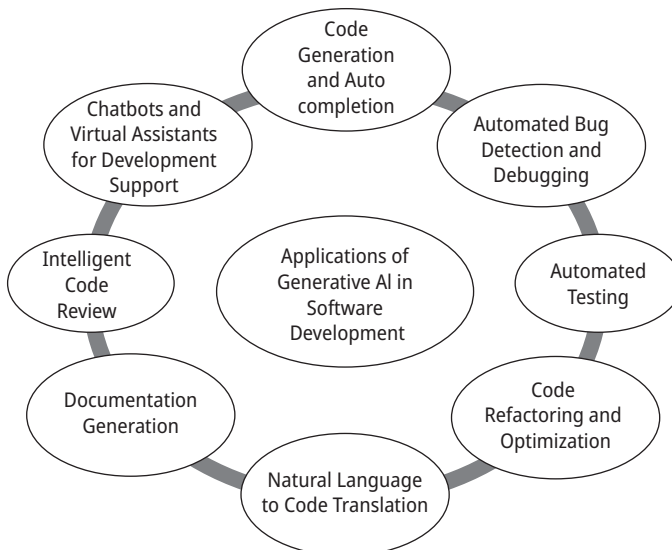 Code
Generation
and Auto
completion
Automated Bug
Detection and
Debugging
Automated
Testing
Code
Refactoring and
Optimization
Natural Language
to Code Translation
Documentation
Generation
Intelligent
Code
Review
Chatbots and
Virtual Assistants
for Development
Support
Applications of
Generative AI in
Software
Development